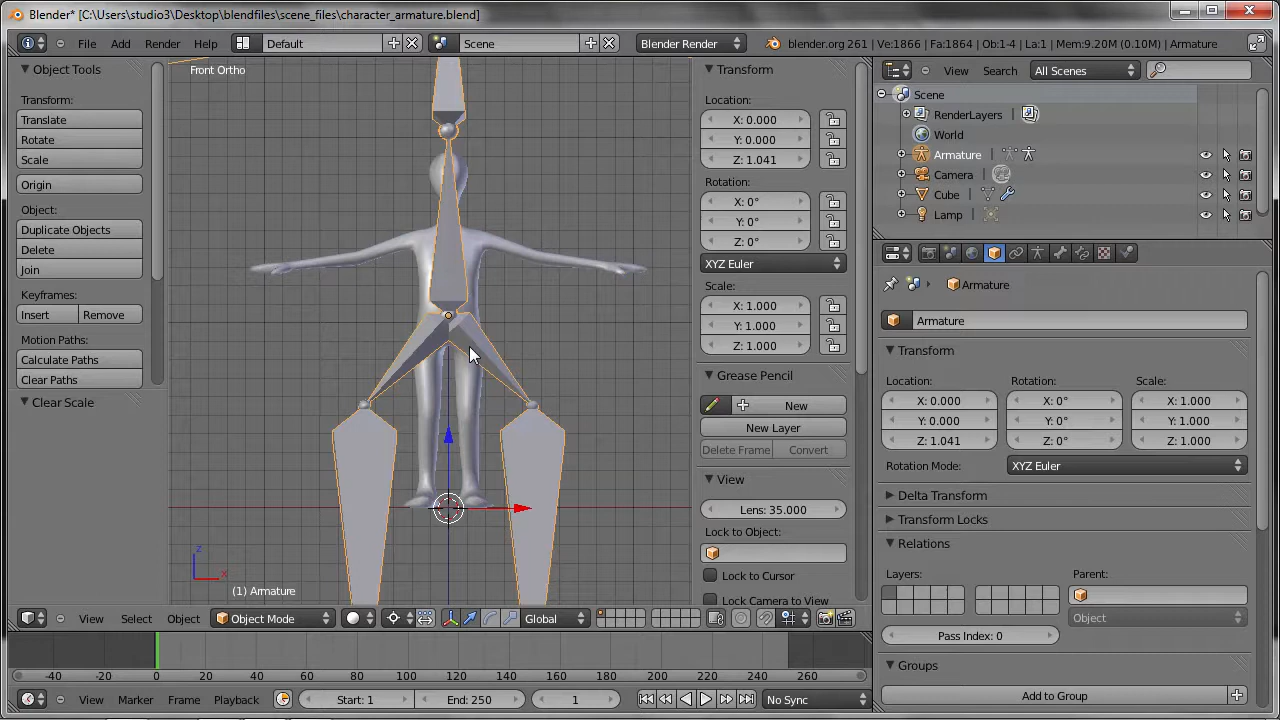 Blender* [C:\Users\studio3\Desktop\blendfiles\scene_files\character_armature.blend]
File Add Render Help Default Scene Blender Render blender.org 261 | Ve:1866 | Fa:1864 | Ob:1-4 | La:1 | Mem:9.20M (0.10M) | Armature
Object Tools
Transform:
Translate
Rotate
Scale
Origin
Object:
Duplicate Objects
Delete
Join
Keyframes:
Insert Remove
Motion Paths:
Calculate Paths
Clear Paths
Clear Scale
Front Ortho
z
x
(1) Armature
Transform
Location:
X: 0.000
Y: 0.000
Z: 1.041
Rotation:
X: 0°
Y: 0°
Z: 0°
XYZ Euler
Scale:
X: 1.000
Y: 1.000
Z: 1.000
Grease Pencil
New
New Layer
Delete Frame Convert
View
Lens: 35.000
Lock to Object:
Lock to Cursor
Lock Camera to View
View Select Object Object Mode Global
-40 -20 0 20 40 60 80 100 120 140 160 180 200 220 240 260
View Marker Frame Playback Start: 1 End: 250 1 No Sync
View Search All Scenes
Scene
RenderLayers |
World
Armature |
Camera |
Cube |
Lamp |
Armature
Armature
Transform
Location: Rotation: Scale:
X: 0.000 X: 0° X: 1.000
Y: 0.000 Y: 0° Y: 1.000
Z: 1.041 Z: 0° Z: 1.000
Rotation Mode: XYZ Euler
Delta Transform
Transform Locks
Relations
Layers: Parent:
Object
Pass Index: 0
Groups
Add to Group